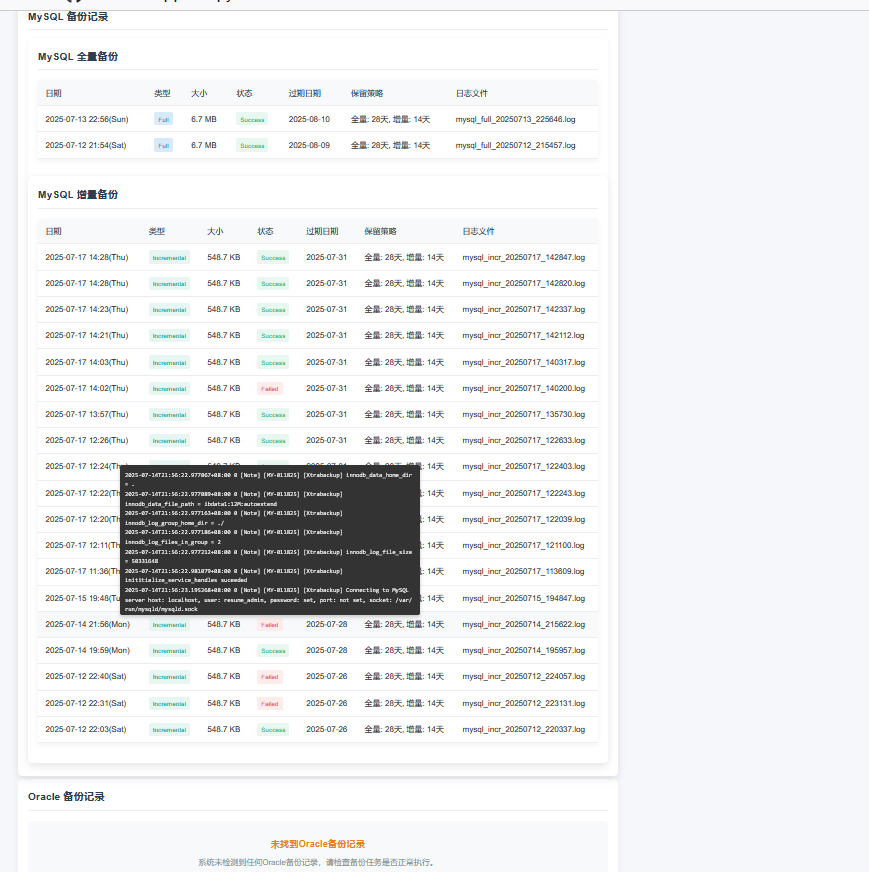 MySQL 备份记录
MySQL 全量备份
日期 类型 大小 状态 过期日期 保留策略 日志文件
2025-07-13 22:56(Sun) Full 6.7 MB Success 2025-08-10 全量: 28天, 增量: 14天 mysql_full_20250713_225646.log
2025-07-12 21:54(Sat) Full 6.7 MB Success 2025-08-09 全量: 28天, 增量: 14天 mysql_full_20250712_215457.log
MySQL 增量备份
日期 类型 大小 状态 过期日期 保留策略 日志文件
2025-07-17 14:28(Thu) Incremental 548.7 KB Success 2025-07-31 全量: 28天, 增量: 14天 mysql_incr_20250717_142847.log
2025-07-17 14:28(Thu) Incremental 548.7 KB Success 2025-07-31 全量: 28天, 增量: 14天 mysql_incr_20250717_142820.log
2025-07-17 14:23(Thu) Incremental 548.7 KB Success 2025-07-31 全量: 28天, 增量: 14天 mysql_incr_20250717_142337.log
2025-07-17 14:21(Thu) Incremental 548.7 KB Success 2025-07-31 全量: 28天, 增量: 14天 mysql_incr_20250717_142112.log
2025-07-17 14:03(Thu) Incremental 548.7 KB Success 2025-07-31 全量: 28天, 增量: 14天 mysql_incr_20250717_140317.log
2025-07-17 14:02(Thu) Incremental 548.7 KB Failed 2025-07-31 全量: 28天, 增量: 14天 mysql_incr_20250717_140200.log
2025-07-17 13:57(Thu) Incremental 548.7 KB Success 2025-07-31 全量: 28天, 增量: 14天 mysql_incr_20250717_135730.log
2025-07-17 12:26(Thu) Incremental 548.7 KB Success 2025-07-31 全量: 28天, 增量: 14天 mysql_incr_20250717_122633.log
2025-07-17 12:24(Th 14天 mysql_incr_20250717_122403.log
2025-07-17 12:22(Th 14天 mysql_incr_20250717_122243.log
2025-07-17 12:20(Th 14天 mysql_incr_20250717_122039.log
2025-07-17 12:11(Th 14天 mysql_incr_20250717_121100.log
2025-07-17 11:36(Th 14天 mysql_incr_20250717_113609.log
2025-07-15 19:48(Tu 14天 mysql_incr_20250715_194847.log
2025-07-14T21:56:22.977067+08:00 0 [Note] [MY-011825] [Xtrabackup] innodb_data_home_dir
= .
2025-07-14T21:56:22.977089+08:00 0 [Note] [MY-011825] [Xtrabackup]
innodb_data_file_path = ibdata1:12M:autoextend
2025-07-14T21:56:22.977163+08:00 0 [Note] [MY-011825] [Xtrabackup]
innodb_log_group_home_dir = ./
2025-07-14T21:56:22.977186+08:00 0 [Note] [MY-011825] [Xtrabackup]
innodb_log_files_in_group = 2
2025-07-14T21:56:22.977212+08:00 0 [Note] [MY-011825] [Xtrabackup] innodb_log_file_size
= 50331648
2025-07-14T21:56:22.981079+08:00 0 [Note] [MY-011825] [Xtrabackup]
inititialize_service_handles suceeded
2025-07-14T21:56:23.195268+08:00 0 [Note] [MY-011825] [Xtrabackup] Connecting to MySQL
server host: localhost, user: resume_admin, password: set, port: not set, socket: /var/
run/mysqld/mysqld.sock
2025-07-14 21:56(Mon) Incremental 548.7 KB Failed 2025-07-28 全量: 28天, 增量: 14天 mysql_incr_20250714_215622.log
2025-07-14 19:59(Mon) Incremental 548.7 KB Success 2025-07-28 全量: 28天, 增量: 14天 mysql_incr_20250714_195957.log
2025-07-12 22:40(Sat) Incremental 548.7 KB Failed 2025-07-26 全量: 28天, 增量: 14天 mysql_incr_20250712_224057.log
2025-07-12 22:31(Sat) Incremental 548.7 KB Failed 2025-07-26 全量: 28天, 增量: 14天 mysql_incr_20250712_223131.log
2025-07-12 22:03(Sat) Incremental 548.7 KB Success 2025-07-26 全量: 28天, 增量: 14天 mysql_incr_20250712_220337.log
Oracle 备份记录
未找到Oracle备份记录
系统未检测到任何Oracle备份记录，请检查备份任务是否正常执行。